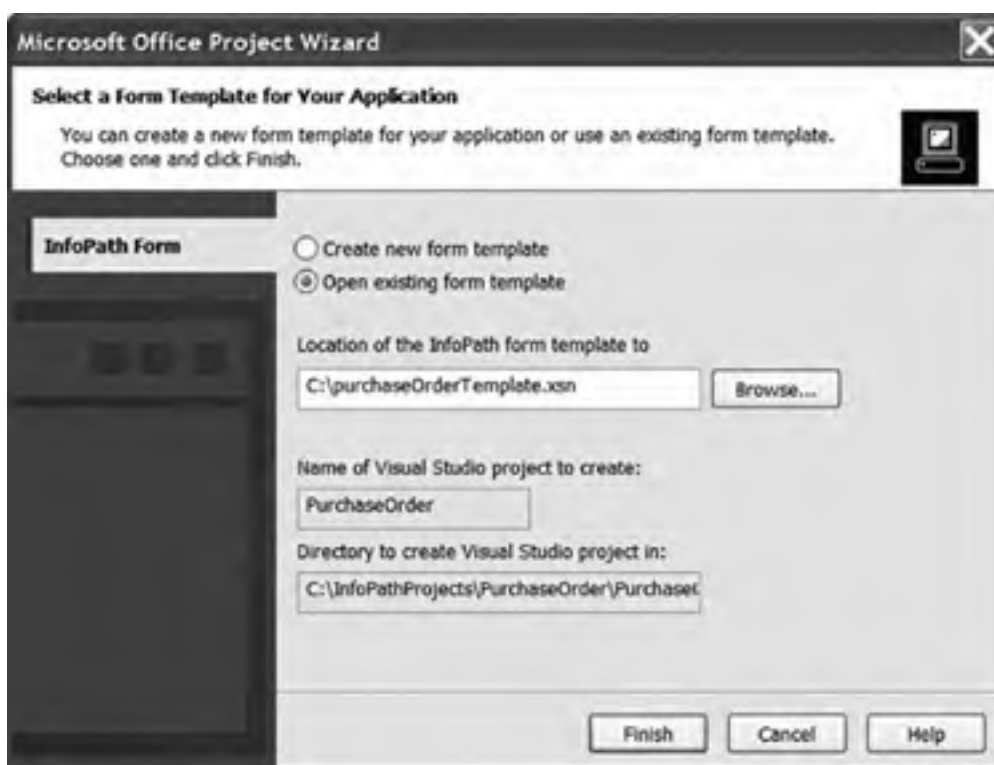 Microsoft Office Project Wizard
Select a Form Template for Your Application
You can create a new form template for your application or use an existing form template.
Choose one and click Finish.
InfoPath Form
Create new form template
Open existing form template
Location of the InfoPath form template to
C:\purchaseOrderTemplate.xsn
Browse...
Name of Visual Studio project to create:
PurchaseOrder
Directory to create Visual Studio project in:
C:\InfoPathProjects\PurchaseOrder\Purchase
Finish
Cancel
Help